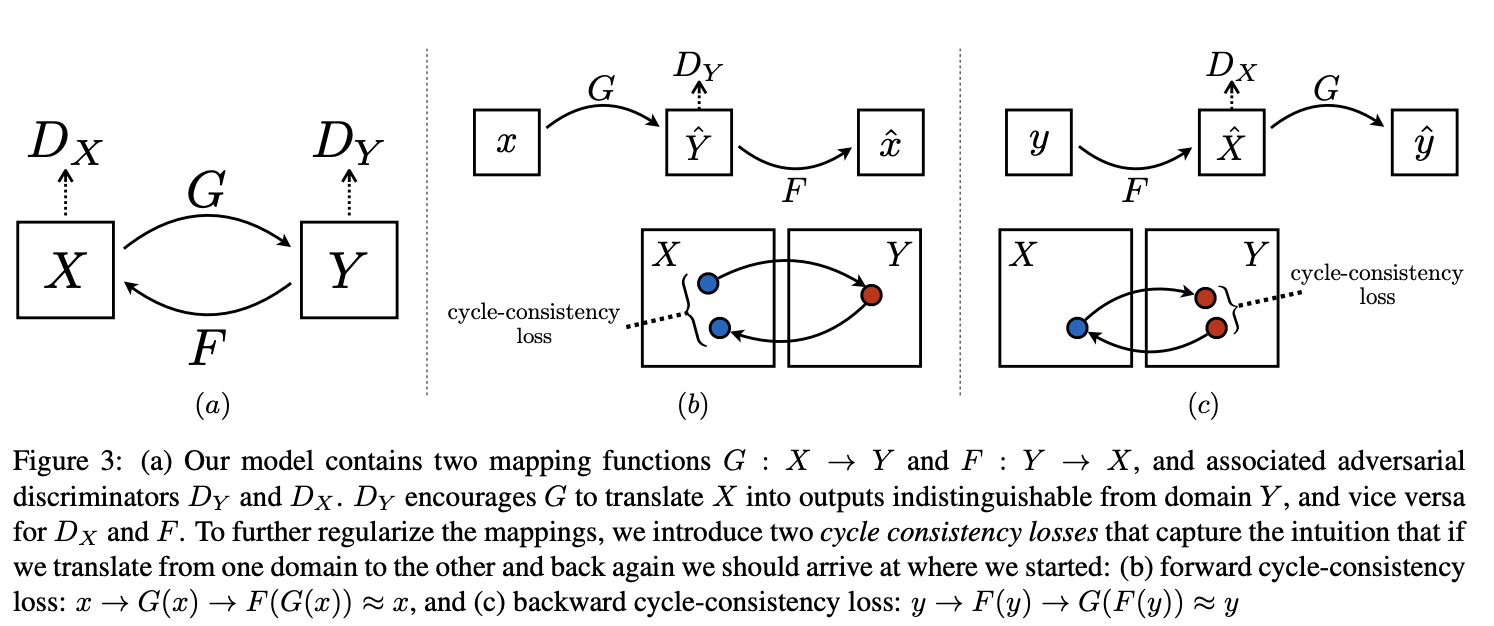 D_X
D_Y
G
X
Y
F
(a)
D_Y
G
x
Ŷ
x̂
F
X
Y
cycle-consistency
loss
(b)
D_X
G
y
X̂
ŷ
F
X
Y
cycle-consistency
loss
(c)
Figure 3: (a) Our model contains two mapping functions G : X → Y and F : Y → X, and associated adversarial
discriminators D_Y and D_X. D_Y encourages G to translate X into outputs indistinguishable from domain Y, and vice versa
for D_X and F. To further regularize the mappings, we introduce two cycle consistency losses that capture the intuition that if
we translate from one domain to the other and back again we should arrive at where we started: (b) forward cycle-consistency
loss: x → G(x) → F(G(x)) ≈ x, and (c) backward cycle-consistency loss: y → F(y) → G(F(y)) ≈ y